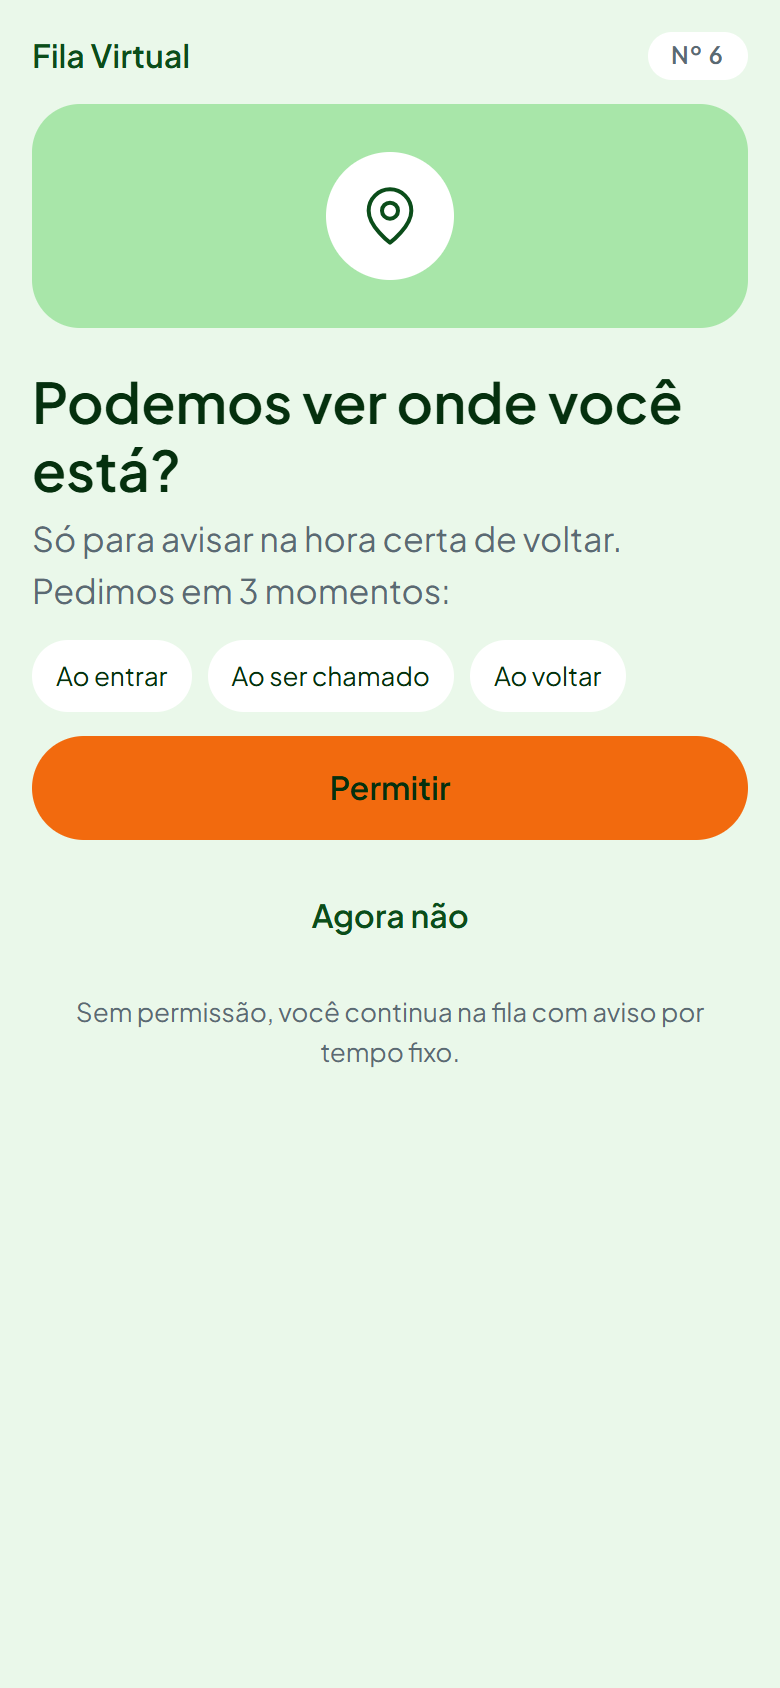 Fila Virtual
Nº 6
Podemos ver onde você
está?
Só para avisar na hora certa de voltar.
Pedimos em 3 momentos:
Ao entrar
Ao ser chamado
Ao voltar
Permitir
Agora não
Sem permissão, você continua na fila com aviso por
tempo fixo.